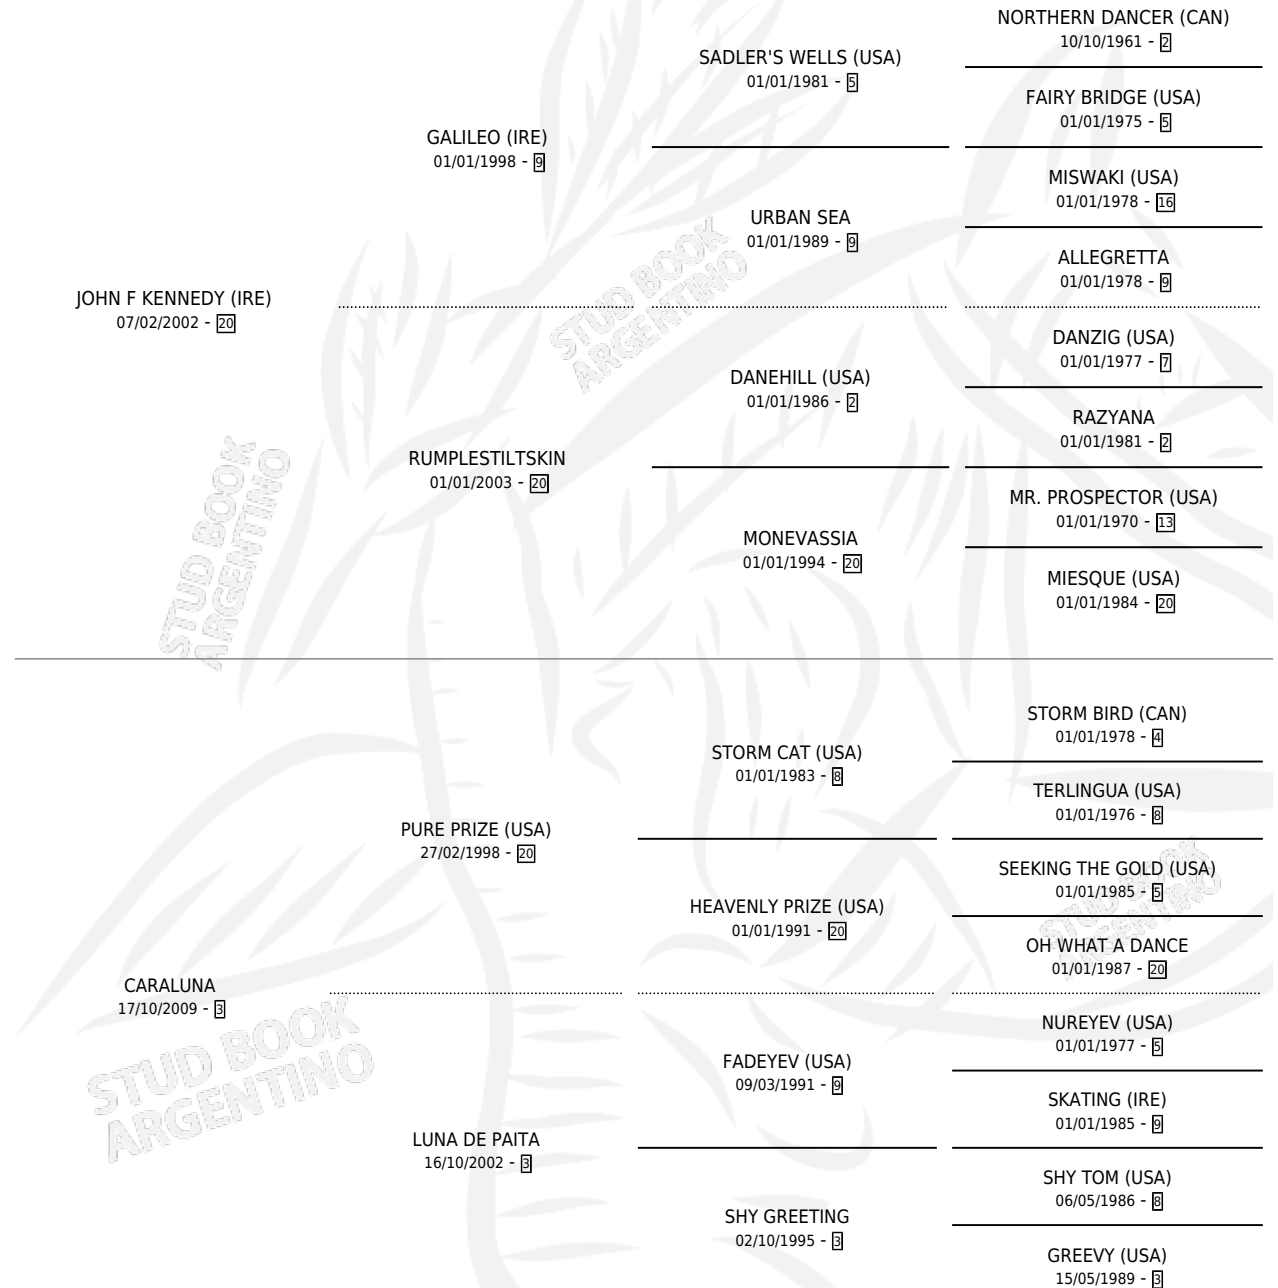 NORTHERN DANCER (CAN)
10/10/1961 - 2
SADLER'S WELLS (USA)
01/01/1981 - 5
FAIRY BRIDGE (USA)
01/01/1975 - 5
GALILEO (IRE)
01/01/1998 - 9
MISWAKI (USA)
01/01/1978 - 16
URBAN SEA
01/01/1989 - 9
ALLEGRETTA
01/01/1978 - 9
JOHN F KENNEDY (IRE)
07/02/2002 - 20
STUD BOOK
ARGENTINO
DANZIG (USA)
01/01/1977 - 7
DANEHILL (USA)
01/01/1986 - 2
RAZYANA
01/01/1981 - 2
RUMPLESTILTSKIN
01/01/2003 - 20
MR. PROSPECTOR (USA)
01/01/1970 - 13
MONEVASSIA
01/01/1994 - 20
MIESQUE (USA)
01/01/1984 - 20
STUD BOOK
ARGENTINO
STORM BIRD (CAN)
01/01/1978 - 4
STORM CAT (USA)
01/01/1983 - 8
TERLINGUA (USA)
01/01/1976 - 8
PURE PRIZE (USA)
27/02/1998 - 20
SEEKING THE GOLD (USA)
01/01/1985 - 5
HEAVENLY PRIZE (USA)
01/01/1991 - 20
STUD BOOK
ARGENTINO
OH WHAT A DANCE
01/01/1987 - 20
CARALUNA
17/10/2009 - 3
NUREYEV (USA)
01/01/1977 - 5
FADEYEV (USA)
09/03/1991 - 9
SKATING (IRE)
01/01/1985 - 9
STUD BOOK
ARGENTINO
LUNA DE PAITA
16/10/2002 - 3
SHY TOM (USA)
06/05/1986 - 8
SHY GREETING
02/10/1995 - 3
GREEVY (USA)
15/05/1989 - 3